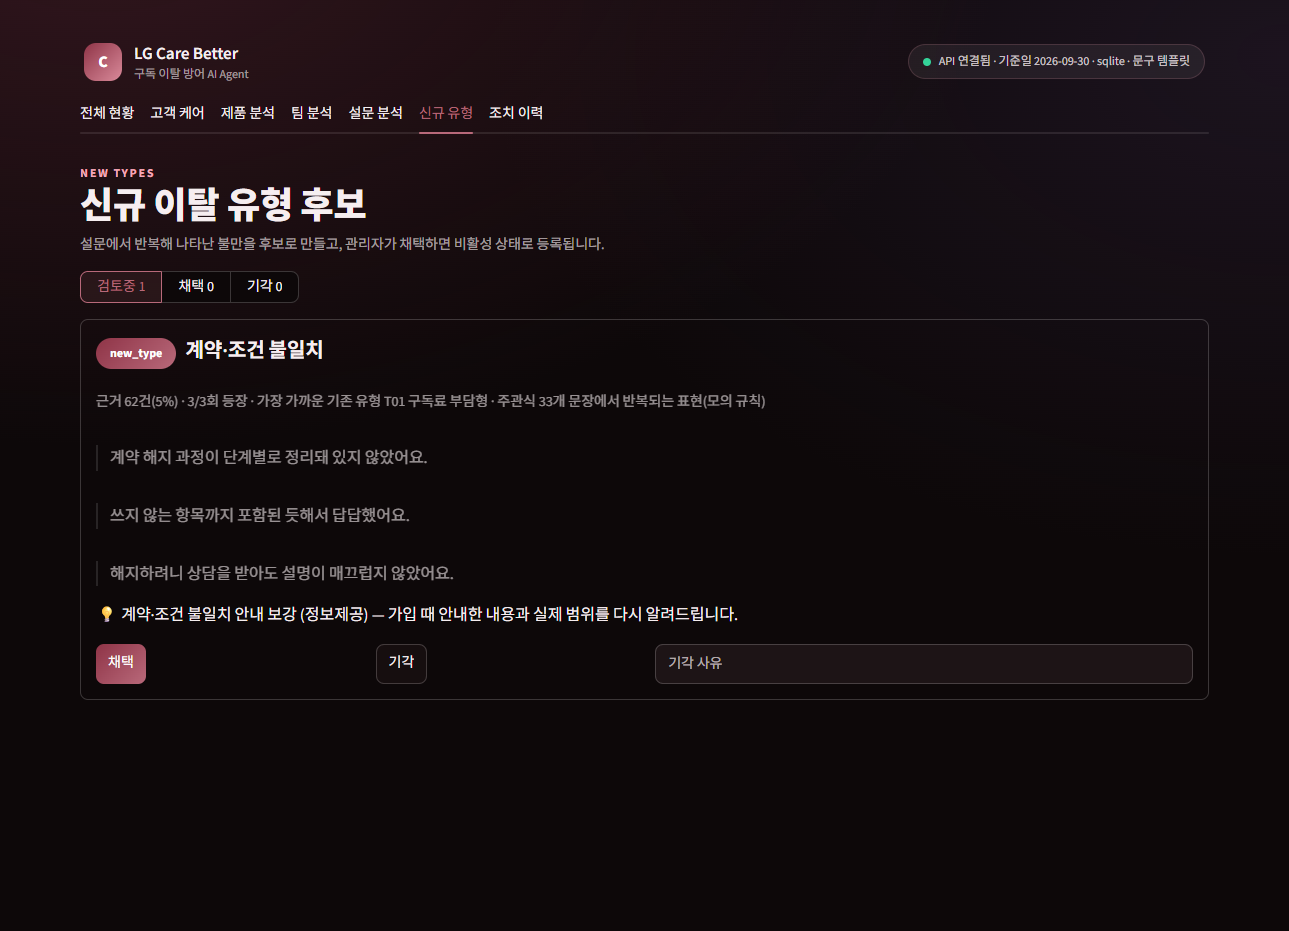 C
LG Care Better
구독 이탈 방어 AI Agent
API 연결됨 · 기준일 2026-09-30 · sqlite · 문구 템플릿
전체 현황 고객 케어 제품 분석 팀 분석 설문 분석 신규 유형 조치 이력
NEW TYPES
신규 이탈 유형 후보
설문에서 반복해 나타난 불만을 후보로 만들고, 관리자가 채택하면 비활성 상태로 등록됩니다.
검토중 1 채택 0 기각 0
new_type 계약·조건 불일치
근거 62건(5%) · 3/3회 등장 · 가장 가까운 기존 유형 T01 구독료 부담형 · 주관식 33개 문장에서 반복되는 표현(모의 규칙)
계약 해지 과정이 단계별로 정리돼 있지 않았어요.
쓰지 않는 항목까지 포함된 듯해서 답답했어요.
해지하려니 상담을 받아도 설명이 매끄럽지 않았어요.
💡 계약·조건 불일치 안내 보강 (정보제공) — 가입 때 안내한 내용과 실제 범위를 다시 알려드립니다.
채택 기각 기각 사유